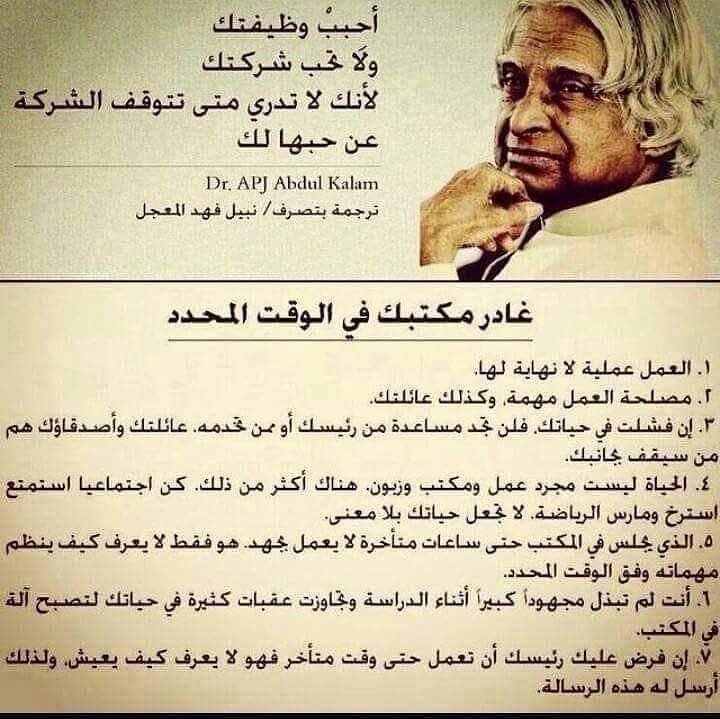 أحببْ وظيفتك
ولَا تحب شركتك
لأنك لا تدري متى تتوقف الشركة
عن حبها لك
Dr. APJ Abdul Kalam
ترجمة بتصرف/ نبيل فهد المعجل
غادر مكتبك في الوقت المحدد
١. العمل عملية لا نهاية لها.
٢. مصلحة العمل مهمة، وكذلك عائلتك.
٣. إن فشلت في حياتك، فلن تجد مساعدة من رئيسك أو ممن تخدمه. عائلتك وأصدقاؤك هم
من سيقف بجانبك.
٤. الحياة ليست مجرد عمل ومكتب وزبون. هناك أكثر من ذلك. كن اجتماعيا استمتع
استرخ ومارس الرياضة. لا تجعل حياتك بلا معنى.
٥. الذي يجلس في المكتب حتى ساعات متأخرة لا يعمل بجهد. هو فقط لا يعرف كيف ينظم
مهماته وفق الوقت المحدد.
٦. أنت لم تبذل مجهوداً كبيراً أثناء الدراسة وتجاوزت عقبات كثيرة في حياتك لتصبح آلة
في المكتب.
٧. إن فرض عليك رئيسك أن تعمل حتى وقت متأخر فهو لا يعرف كيف يعيش، ولذلك
أرسل له هذه الرسالة.